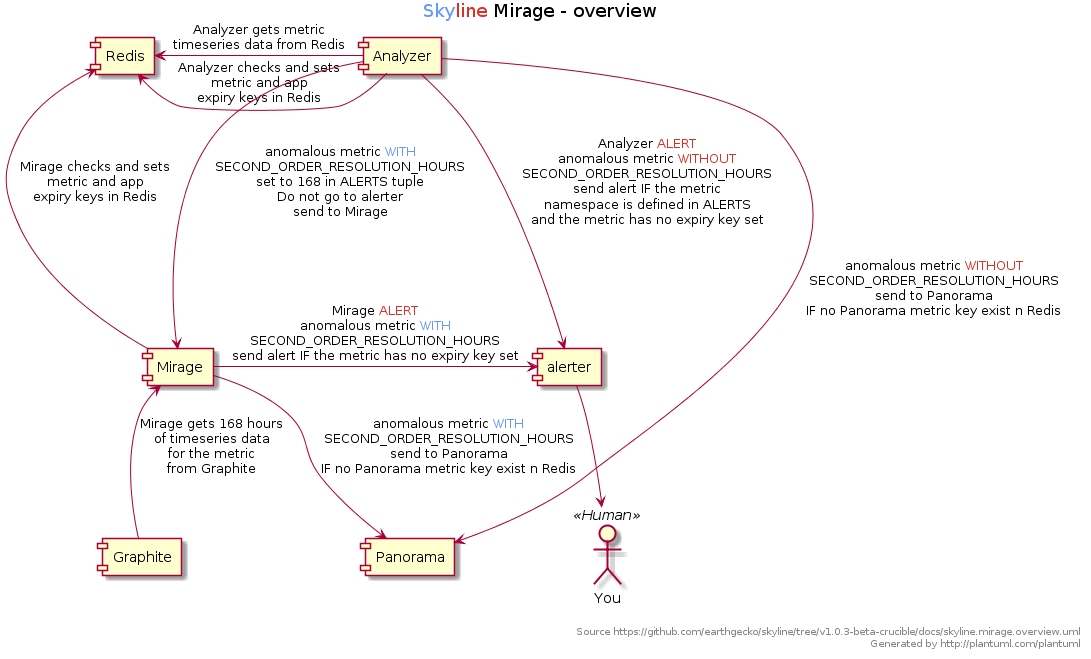 Skyline Mirage - overview
Analyzer gets metric
timeseries data from Redis
Redis
Analyzer
Analyzer checks and sets
metric and app
expiry keys in Redis
Mirage checks and sets
metric and app
expiry keys in Redis
anomalous metric WITH
SECOND_ORDER_RESOLUTION_HOURS
set to 168 in ALERTS tuple
Do not go to alerter
send to Mirage
Analyzer ALERT
anomalous metric WITHOUT
SECOND_ORDER_RESOLUTION_HOURS
send alert IF the metric
namespace is defined in ALERTS
and the metric has no expiry key set
anomalous metric WITHOUT
SECOND_ORDER_RESOLUTION_HOURS
send to Panorama
IF no Panorama metric key exist n Redis
Mirage ALERT
anomalous metric WITH
SECOND_ORDER_RESOLUTION_HOURS
send alert IF the metric has no expiry key set
Mirage
alerter
Mirage gets 168 hours
of timeseries data
for the metric
from Graphite
anomalous metric WITH
SECOND_ORDER_RESOLUTION_HOURS
send to Panorama
IF no Panorama metric key exist n Redis
«Human»
Graphite
Panorama
You
Source https://github.com/earthgecko/skyline/tree/v1.0.3-beta-crucible/docs/skyline.mirage.overview.uml
Generated by http://plantuml.com/plantuml